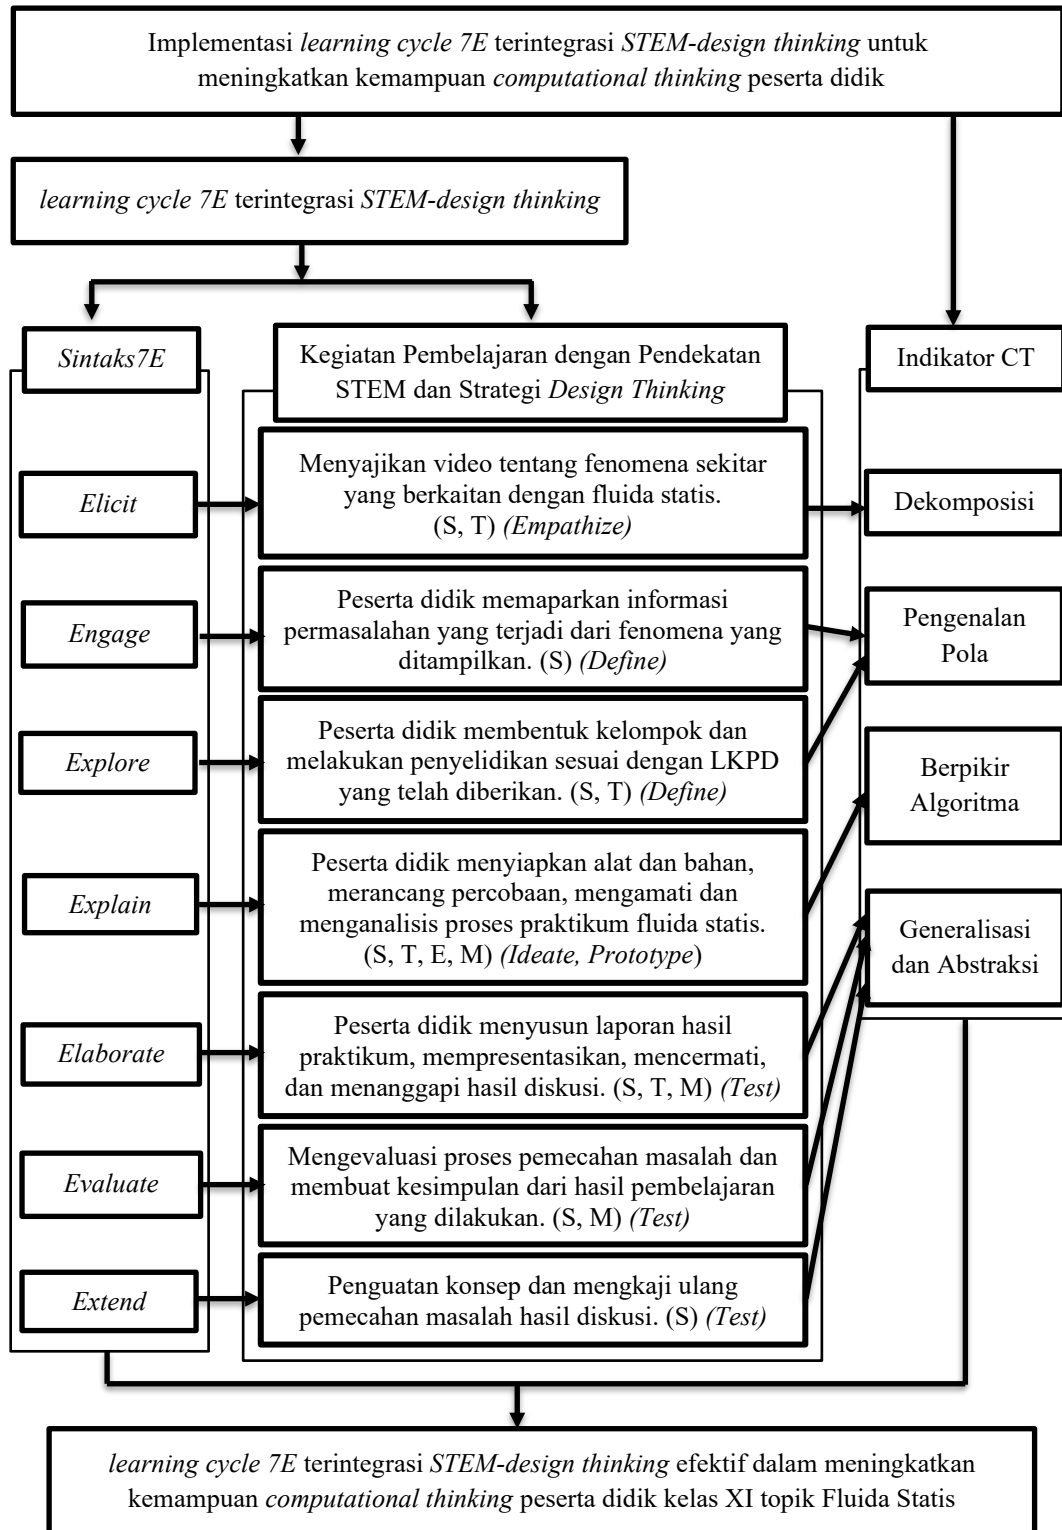 Implementasi learning cycle 7E terintegrasi STEM-design thinking untuk
meningkatkan kemampuan computational thinking peserta didik
learning cycle 7E terintegrasi STEM-design thinking
Sintaks7E
Kegiatan Pembelajaran dengan Pendekatan
STEM dan Strategi Design Thinking
Indikator CT
Elicit
Menyajikan video tentang fenomena sekitar
yang berkaitan dengan fluida statis.
(S, T) (Empathize)
Dekomposisi
Engage
Peserta didik memaparkan informasi
permasalahan yang terjadi dari fenomena yang
ditampilkan. (S) (Define)
Pengenalan
Pola
Explore
Peserta didik membentuk kelompok dan
melakukan penyelidikan sesuai dengan LKPD
yang telah diberikan. (S, T) (Define)
Berpikir
Algoritma
Explain
Peserta didik menyiapkan alat dan bahan,
merancang percobaan, mengamati dan
menganalisis proses praktikum fluida statis.
(S, T, E, M) (Ideate, Prototype)
Generalisasi
dan Abstraksi
Elaborate
Peserta didik menyusun laporan hasil
praktikum, mempresentasikan, mencermati,
dan menanggapi hasil diskusi. (S, T, M) (Test)
Evaluate
Mengevaluasi proses pemecahan masalah dan
membuat kesimpulan dari hasil pembelajaran
yang dilakukan. (S, M) (Test)
Extend
Penguatan konsep dan mengkaji ulang
pemecahan masalah hasil diskusi. (S) (Test)
learning cycle 7E terintegrasi STEM-design thinking efektif dalam meningkatkan
kemampuan computational thinking peserta didik kelas XI topik Fluida Statis